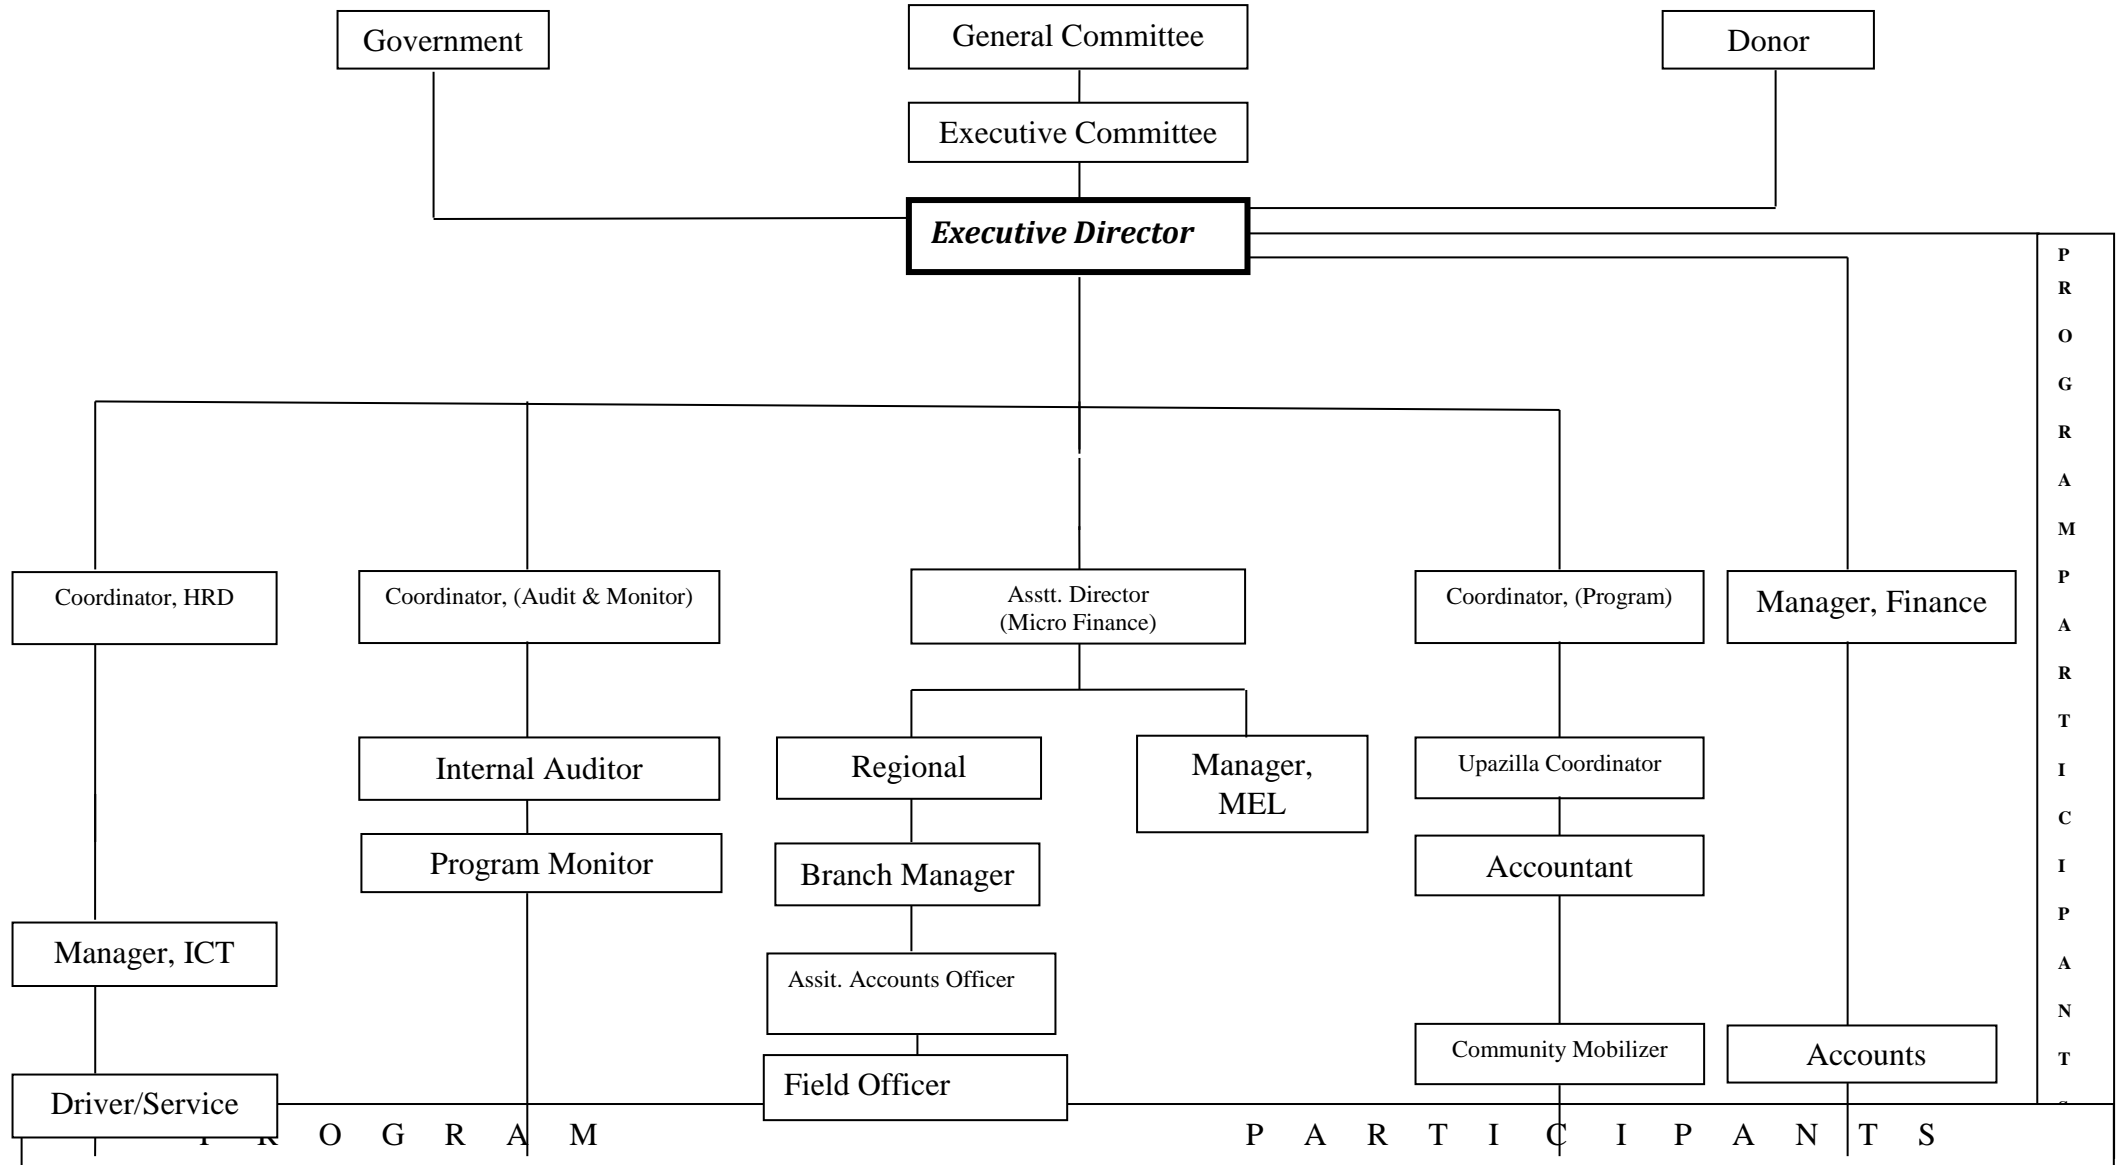 Government
General Committee
Donor
Executive Committee
Executive Director
Coordinator, HRD
Coordinator, (Audit & Monitor)
Asstt. Director
(Micro Finance)
Coordinator, (Program)
Manager, Finance
Internal Auditor
Regional
Manager,
MEL
Upazilla Coordinator
Program Monitor
Branch Manager
Accountant
Manager, ICT
Assit. Accounts Officer
Community Mobilizer
Accounts
Driver/Service
Field Officer
P R O G R A M P A R T I C I P A N T S
P R O G R A M P A R T I C I P A N T S